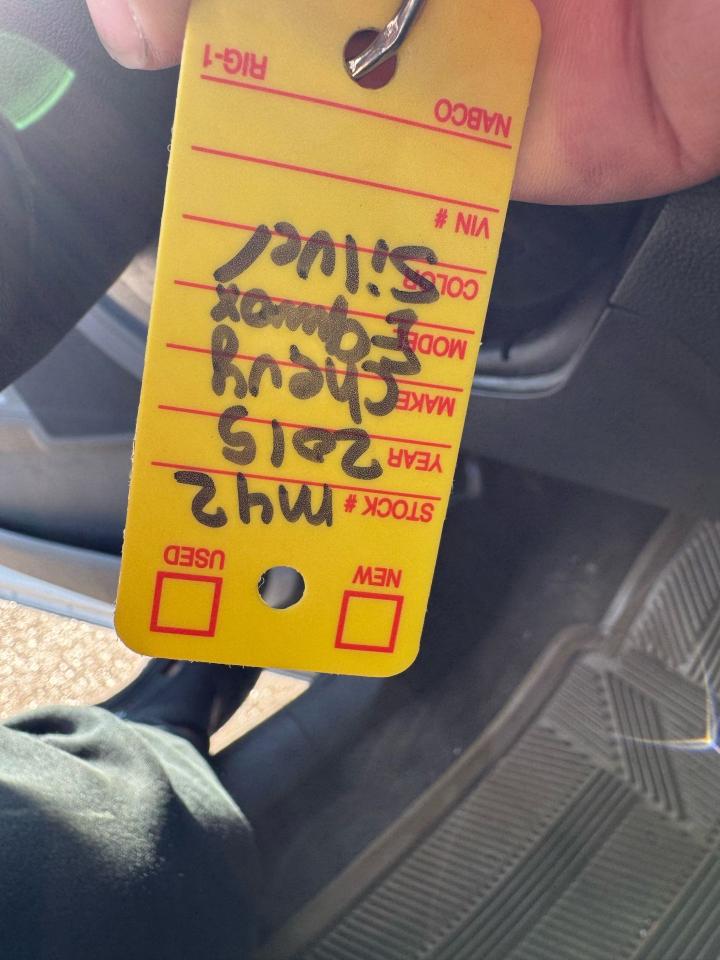 NEW USED
STOCK # m42
YEAR 2015
MAKE Chevy
MODEL Equinox
COLOR Silver
VIN #
NABCO RIG-1